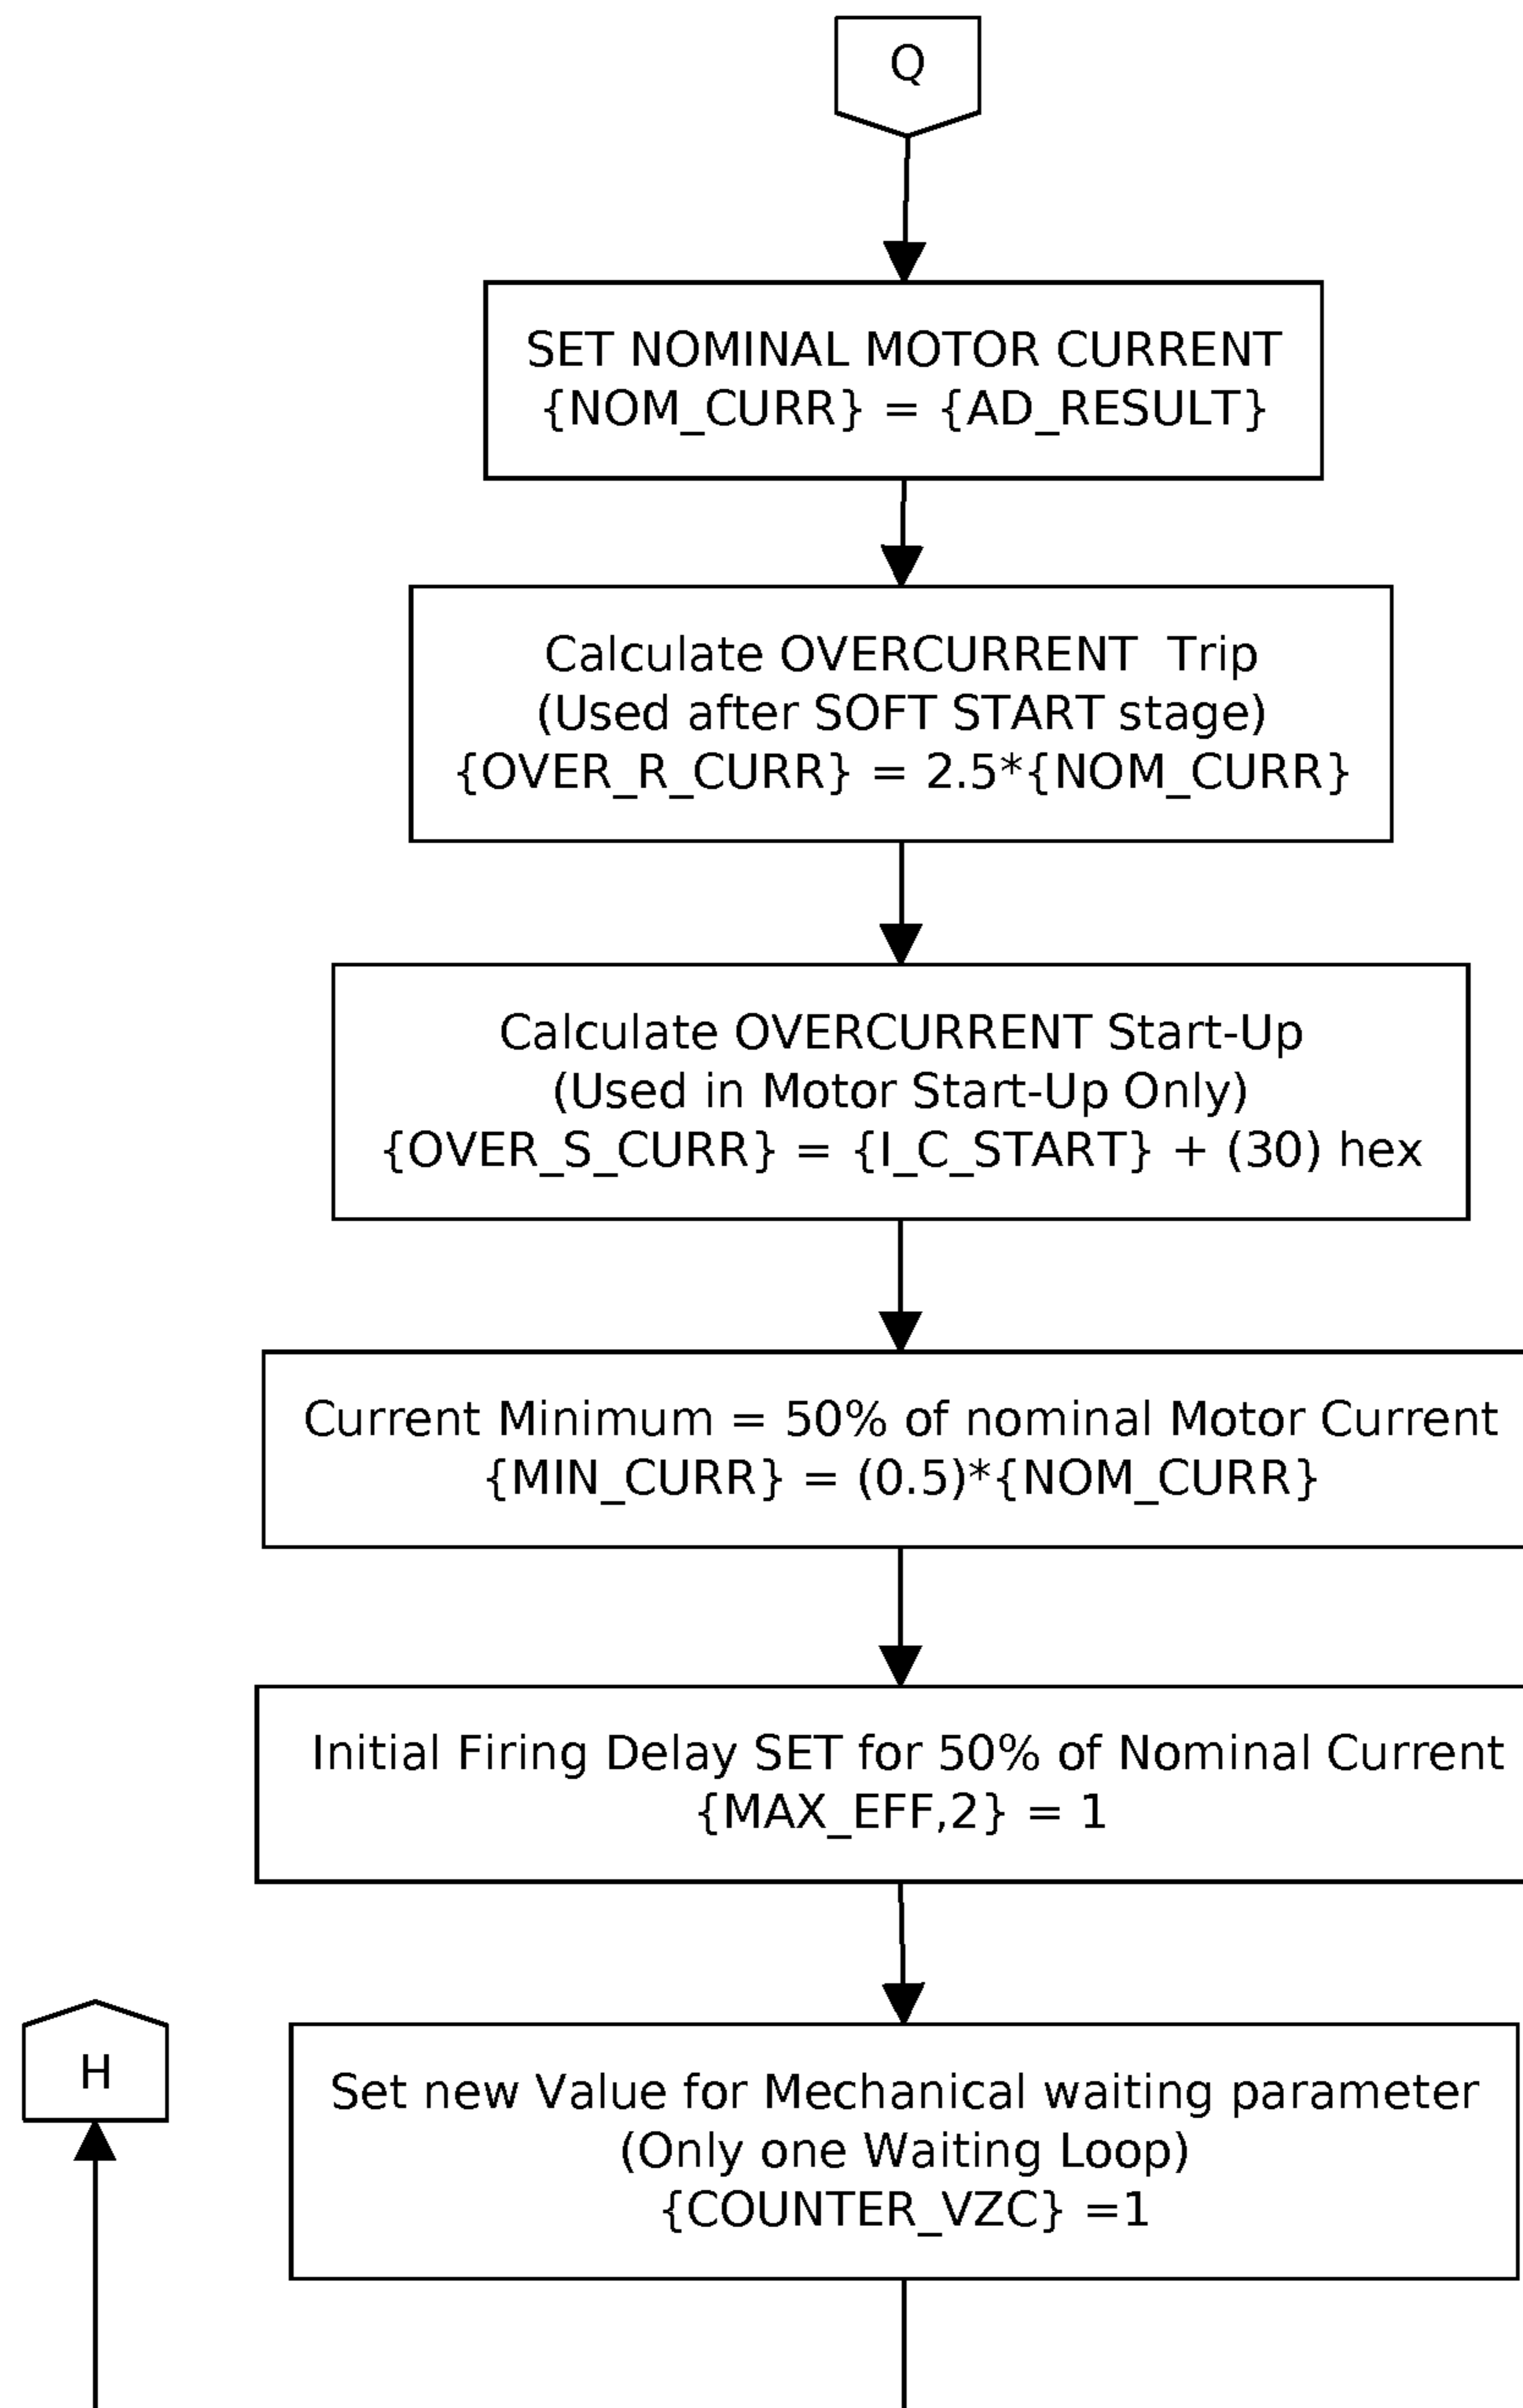 Q
SET NOMINAL MOTOR CURRENT
{NOM_CURR} = {AD_RESULT}
Calculate OVERCURRENT  Trip
(Used after SOFT START stage)
{OVER_R_CURR} = 2.5*{NOM_CURR}
Calculate OVERCURRENT Start-Up
(Used in Motor Start-Up Only)
{OVER_S_CURR} = {I_C_START} + (30) hex
Current Minimum = 50% of nominal Motor Current
{MIN_CURR} = (0.5)*{NOM_CURR}
Initial Firing Delay SET for 50% of Nominal Current
{MAX_EFF,2} = 1
H
Set new Value for Mechanical waiting parameter
(Only one Waiting Loop)
{COUNTER_VZC} =1